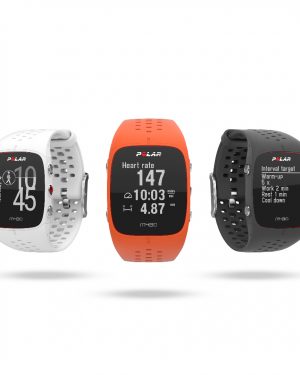 POLAR
10
45
M430
POLAR
Heart rate
147
10:03
4.87
M430
POLAR
Interval target
Warm-up
Work 2 min
Rest 1 min
Cool down
M430